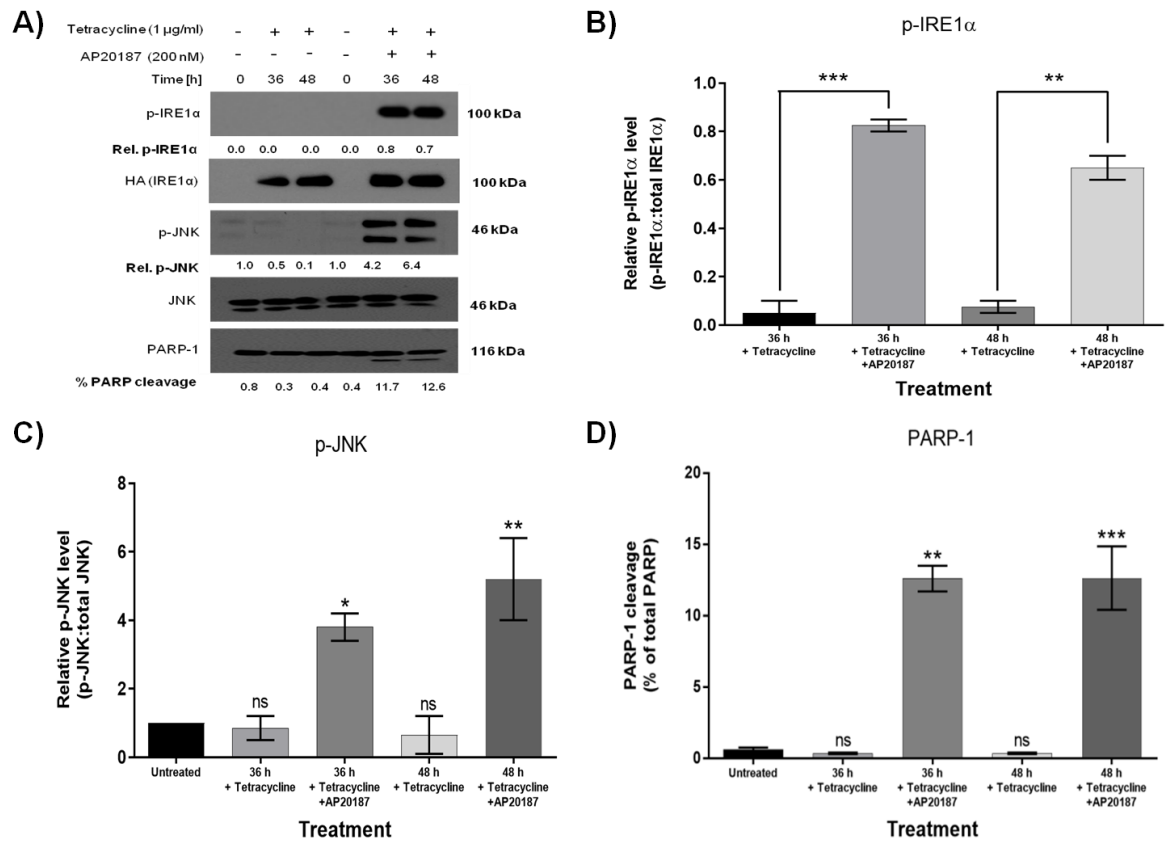 A)
Tetracycline (1 µg/ml) - + + - + +
AP20187 (200 nM) - - - - + +
Time [h] 0 36 48 0 36 48
p-IRE1α 100 kDa
Rel. p-IRE1α 0.0 0.0 0.0 0.0 0.8 0.7
HA (IRE1α) 100 kDa
p-JNK 46 kDa
Rel. p-JNK 1.0 0.5 0.1 1.0 4.2 6.4
JNK 46 kDa
PARP-1 116 kDa
% PARP cleavage 0.8 0.3 0.4 0.4 11.7 12.6
B)
p-IRE1α
Relative p-IRE1α level
(p-IRE1α:total IRE1α)
1.0
0.8
0.6
0.4
0.2
0.0
*** **
36 h 36 h 48 h 48 h
+ Tetracycline + Tetracycline + Tetracycline + Tetracycline
+AP20187 +AP20187
Treatment
C)
p-JNK
Relative p-JNK level
(p-JNK:total JNK)
8
6
4
2
0
ns * ns **
Untreated 36 h 36 h 48 h 48 h
+ Tetracycline + Tetracycline + Tetracycline + Tetracycline
+AP20187 +AP20187
Treatment
D)
PARP-1
PARP-1 cleavage
(% of total PARP)
20
15
10
5
0
ns ** ns ***
Untreated 36 h 36 h 48 h 48 h
+ Tetracycline + Tetracycline + Tetracycline + Tetracycline
+AP20187 +AP20187
Treatment